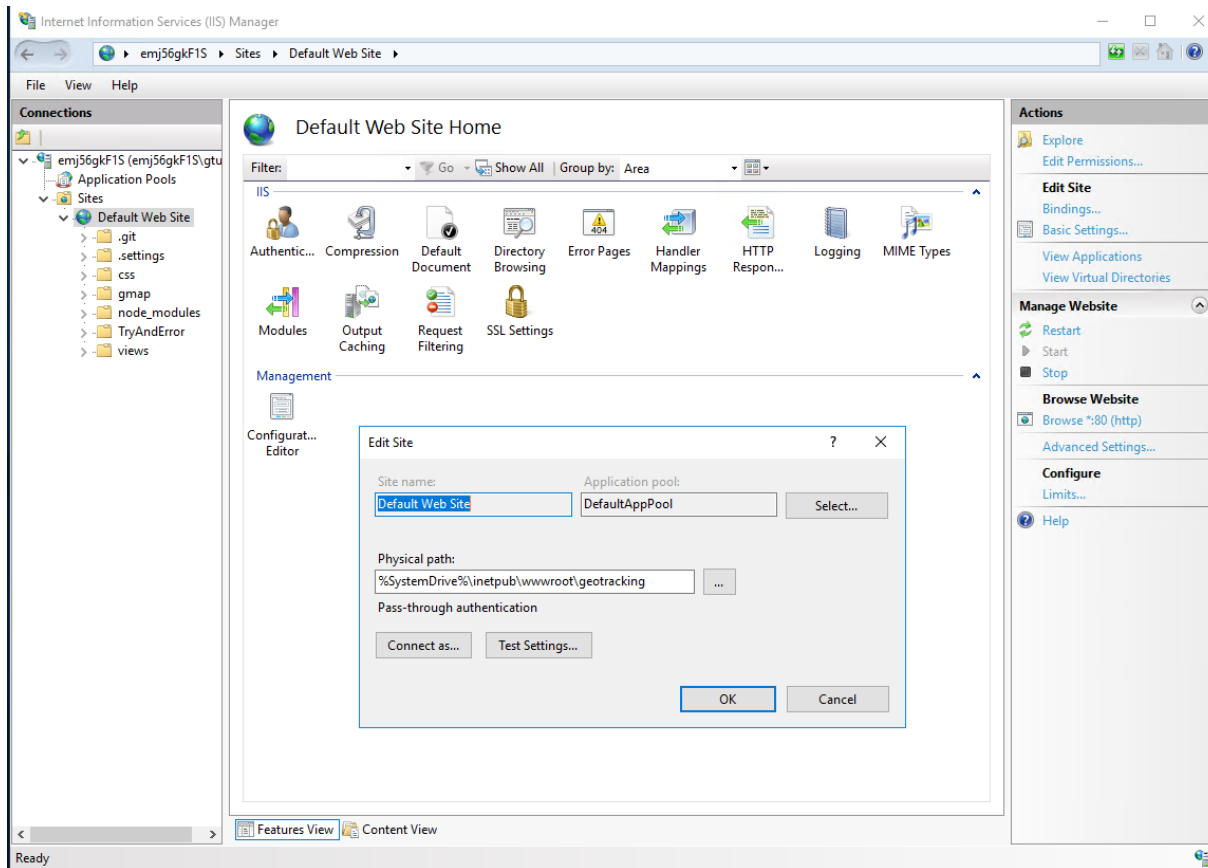 Internet Information Services (IIS) Manager
emj56gkF1S Sites Default Web Site
File View Help
Connections
emj56gkF1S (emj56gkF1S\gtu
Application Pools
Sites
Default Web Site
.git
.settings
css
gmap
node_modules
TryAndError
views
Default Web Site Home
Filter: Go Show All Group by: Area
IIS
Authentic... Compression Default Document Directory Browsing Error Pages Handler Mappings HTTP Respon... Logging MIME Types
Modules Output Caching Request Filtering SSL Settings
Management
Configurat... Editor
Edit Site
?
Site name: Application pool:
Default Web Site DefaultAppPool Select...
Physical path:
%SystemDrive%\inetpub\wwwroot\geotracking ...
Pass-through authentication
Connect as... Test Settings...
OK Cancel
Features View Content View
Actions
Explore
Edit Permissions...
Edit Site
Bindings...
Basic Settings...
View Applications
View Virtual Directories
Manage Website
Restart
Start
Stop
Browse Website
Browse *:80 (http)
Advanced Settings...
Configure
Limits...
Help
Ready